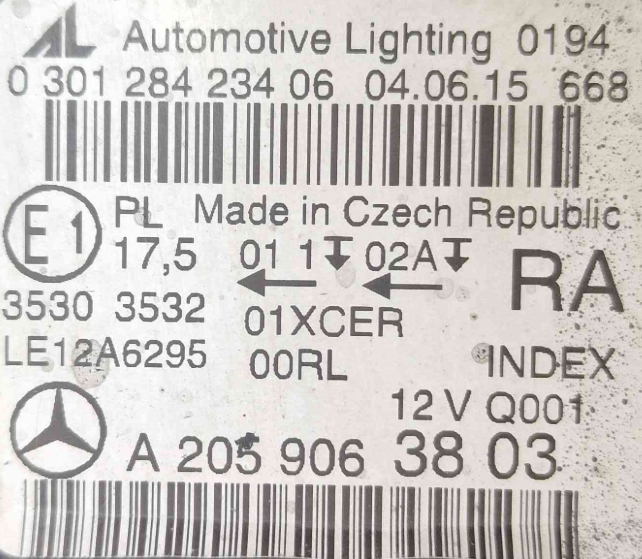 AL Automotive Lighting 0194
0 301 284 234 06 04.06.15 668
E1 PL Made in Czech Republic
17,5 01 1 02A RA
3530 3532 01XCER
LE12A6295 00RL INDEX
12 V Q001
A 205 906 38 03